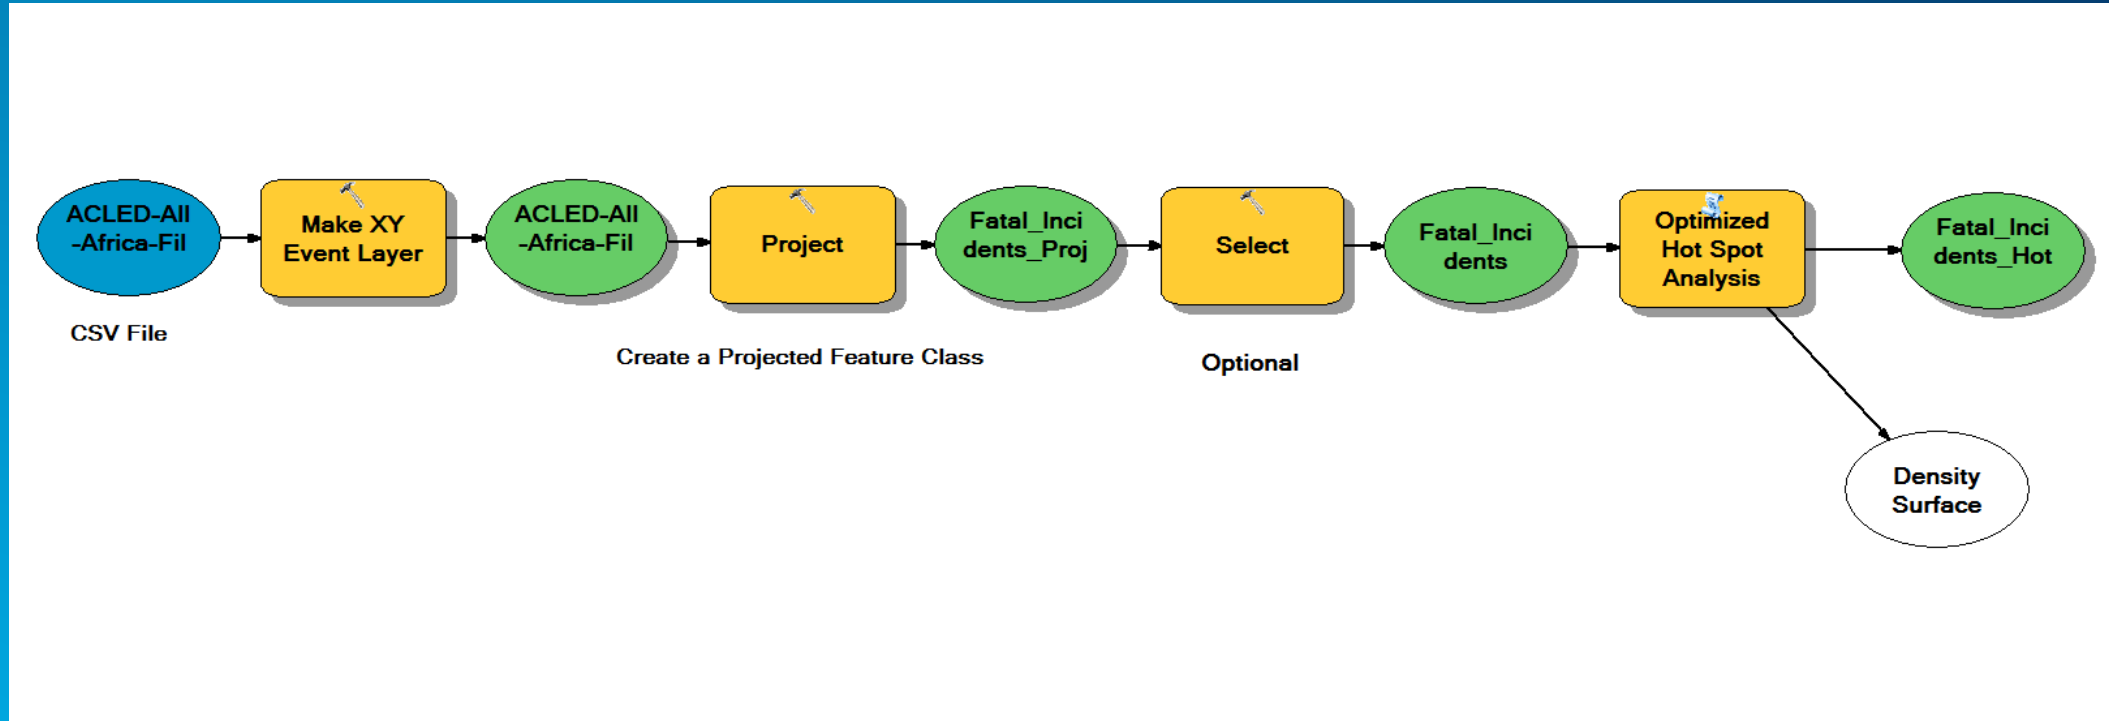 ACLED-All
-Africa-Fil
Make XY
Event Layer
ACLED-All
-Africa-Fil
Project
Fatal_Inci
dents_Proj
Select
Fatal_Inci
dents
Optimized
Hot Spot
Analysis
Fatal_Inci
dents_Hot
CSV File
Create a Projected Feature Class
Optional
Density
Surface